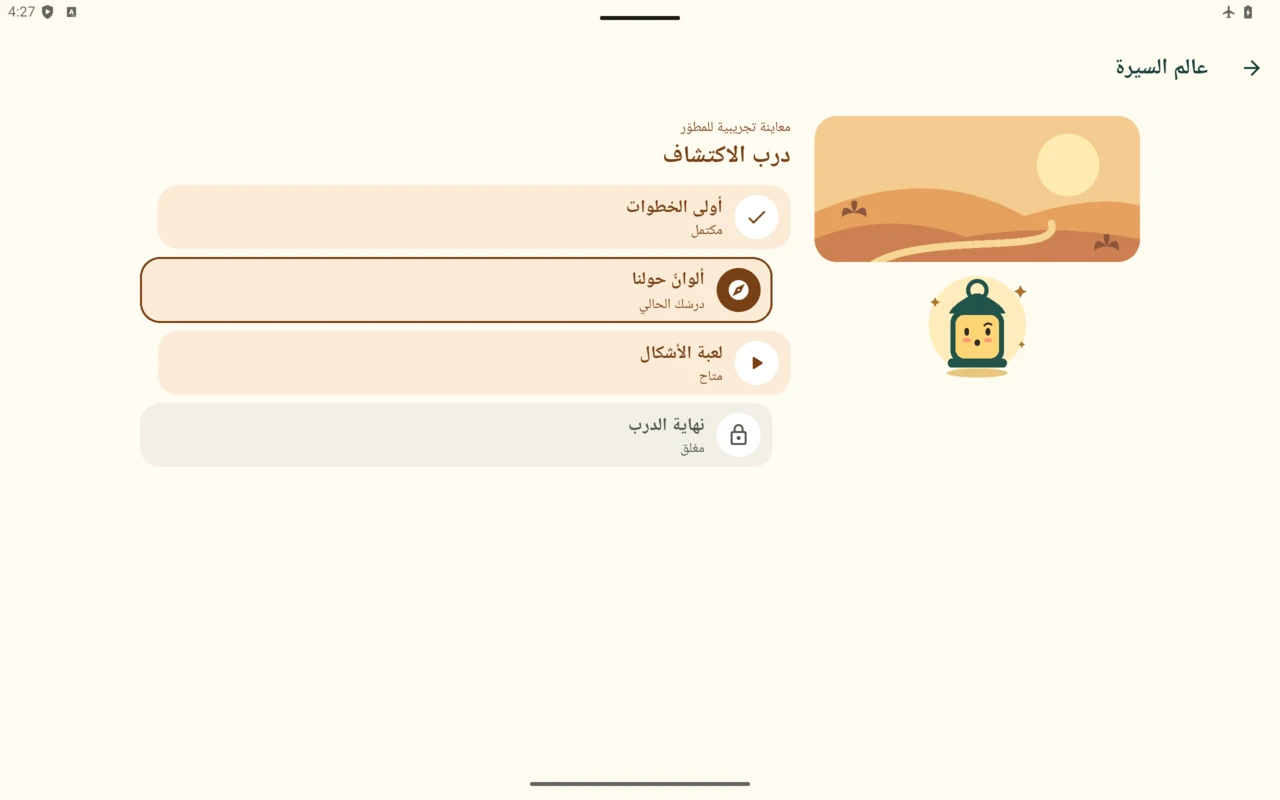 4:27
عالم السيرة
معاينة تجريبية للمطوّر
درب الاكتشاف
أولى الخطوات
مكتمل
ألوانٌ حولنا
درسُك الحالي
لعبة الأشكال
متاح
نهاية الدرب
مغلق